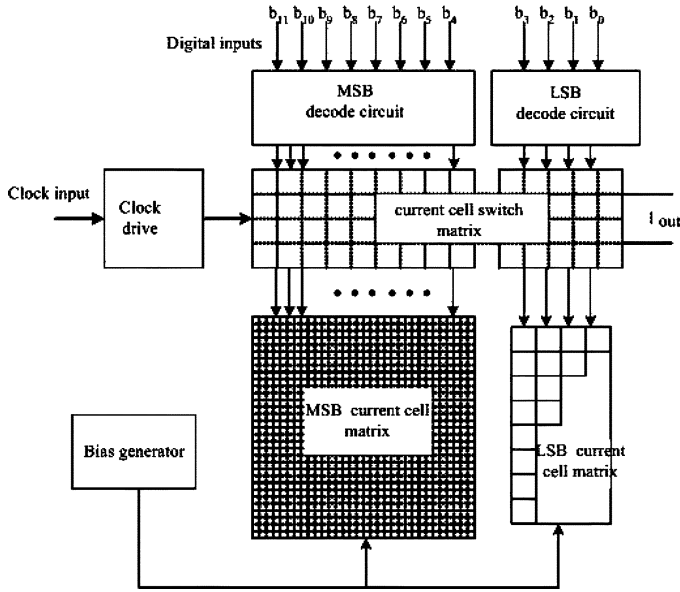 b11 b10 b9 b8 b7 b6 b5 b4 b3 b2 b1 b0
Digital inputs
MSB
decode circuit
LSB
decode circuit
Clock input
Clock
drive
current cell switch
matrix
I out
MSB current cell
matrix
Bias generator
LSB current
cell matrix